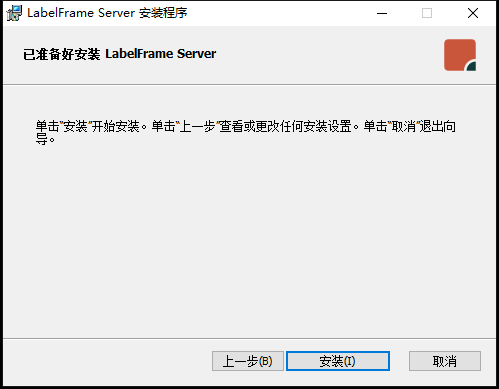 LabelFrame Server 安装程序
已准备好安装 LabelFrame Server
单击"安装"开始安装。单击"上一步"查看或更改任何安装设置。单击"取消"退出向
导。
上一步(B) 安装(I) 取消